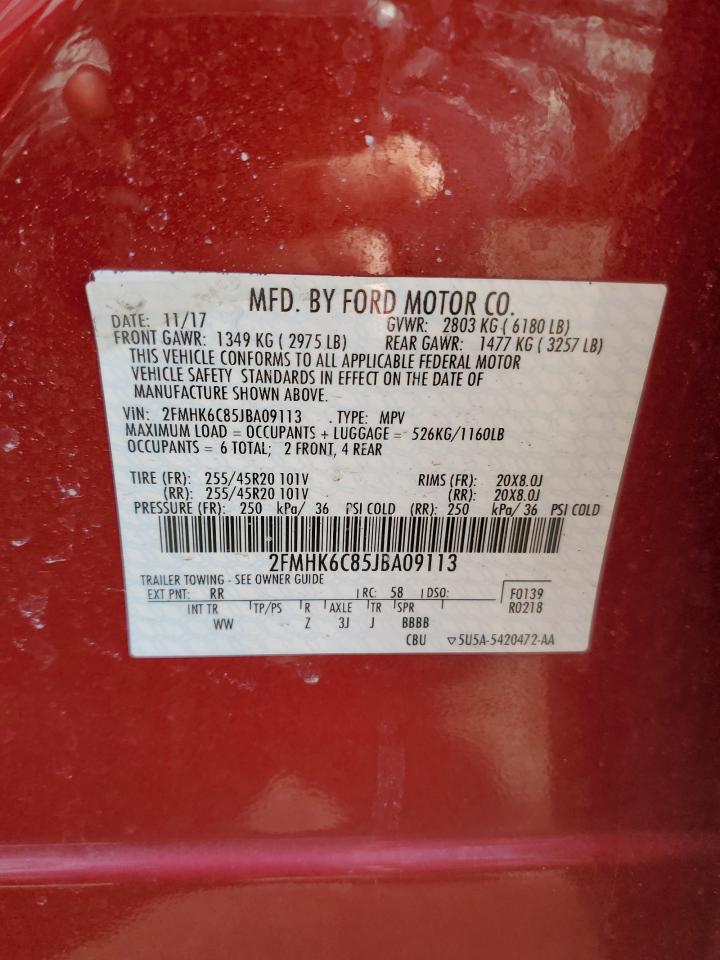 MFD. BY FORD MOTOR CO.
DATE: 11/17 GVWR: 2803 KG ( 6180 LB)
FRONT GAWR: 1349 KG ( 2975 LB) REAR GAWR: 1477 KG ( 3257 LB)
THIS VEHICLE CONFORMS TO ALL APPLICABLE FEDERAL MOTOR
VEHICLE SAFETY STANDARDS IN EFFECT ON THE DATE OF
MANUFACTURE SHOWN ABOVE.
VIN: 2FMHK6C85JBA09113 . TYPE: MPV
MAXIMUM LOAD = OCCUPANTS + LUGGAGE = 526KG/1160LB
OCCUPANTS = 6 TOTAL; 2 FRONT, 4 REAR
TIRE (FR): 255/45R20 101V RIMS (FR): 20X8.0J
(RR): 255/45R20 101V (RR): 20X8.0J
PRESSURE (FR): 250 kPa/ 36 PSI COLD (RR): 250 kPa/ 36 PSI COLD
2FMHK6C85JBA09113
TRAILER TOWING - SEE OWNER GUIDE
EXT PNT: RR RC: 58 DSO: F0139
INT TR TP/PS R AXLE TR SPR R0218
WW Z 3J J BBBB
CBU ▽5U5A-5420472-AA